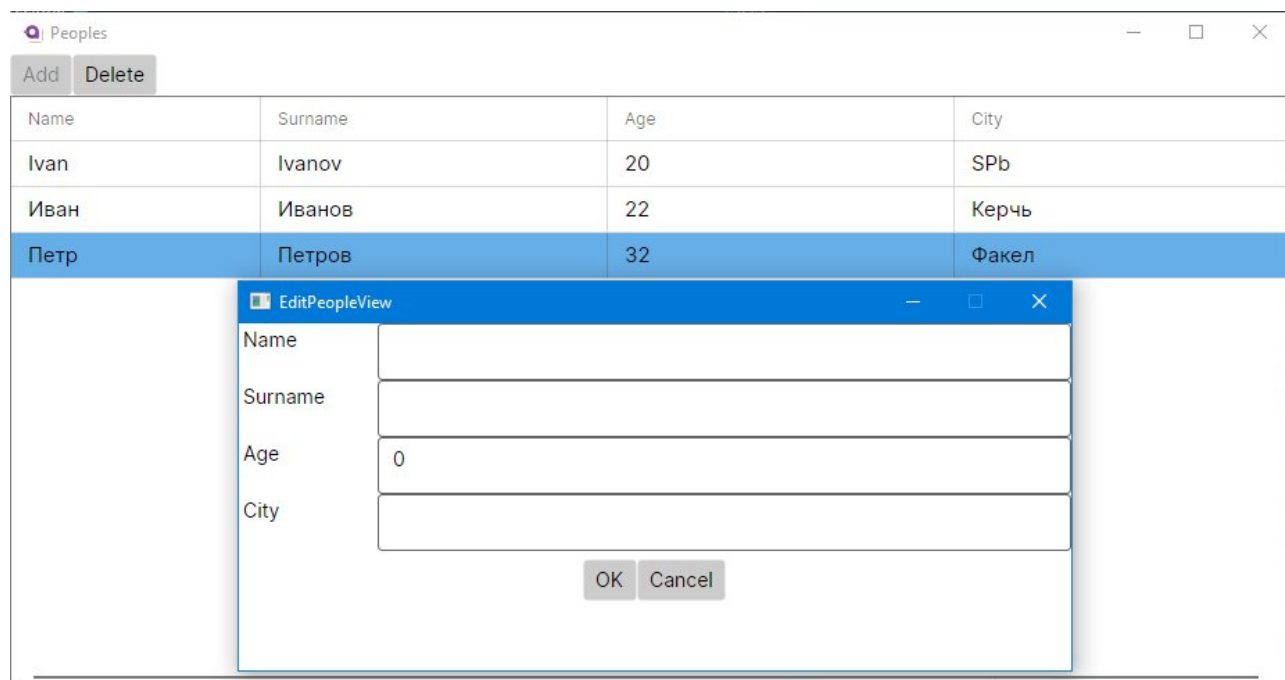 Peoples
Add Delete
Name Surname Age City
Ivan Ivanov 20 SPb
Иван Иванов 22 Керчь
Петр Петров 32 Факел
EditPeopleView
Name
Surname
Age 0
City
OK Cancel